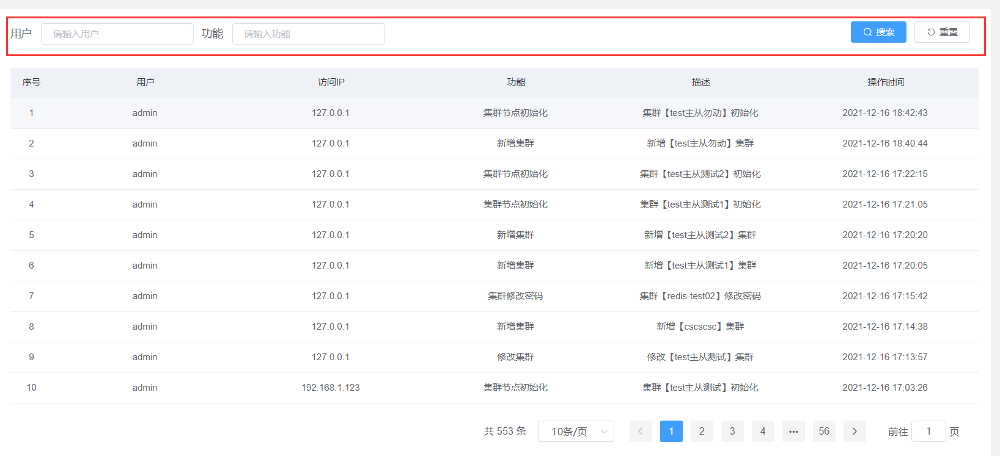 用户 请输入用户 功能 请输入功能 搜索 重置
序号 用户 访问IP 功能 描述 操作时间
1 admin 127.0.0.1 集群节点初始化 集群【test主从勿动】初始化 2021-12-16 18:42:43
2 admin 127.0.0.1 新增集群 新增【test主从勿动】集群 2021-12-16 18:40:44
3 admin 127.0.0.1 集群节点初始化 集群【test主从测试2】初始化 2021-12-16 17:22:15
4 admin 127.0.0.1 集群节点初始化 集群【test主从测试1】初始化 2021-12-16 17:21:05
5 admin 127.0.0.1 新增集群 新增【test主从测试2】集群 2021-12-16 17:20:20
6 admin 127.0.0.1 新增集群 新增【test主从测试1】集群 2021-12-16 17:20:05
7 admin 127.0.0.1 集群修改密码 集群【redis-test02】修改密码 2021-12-16 17:15:42
8 admin 127.0.0.1 新增集群 新增【cscscsc】集群 2021-12-16 17:14:38
9 admin 127.0.0.1 修改集群 修改【test主从测试】集群 2021-12-16 17:13:57
10 admin 192.168.1.123 集群节点初始化 集群【test主从测试】初始化 2021-12-16 17:03:26
共 553 条 10条/页 1 2 3 4 ••• 56 前往 1 页